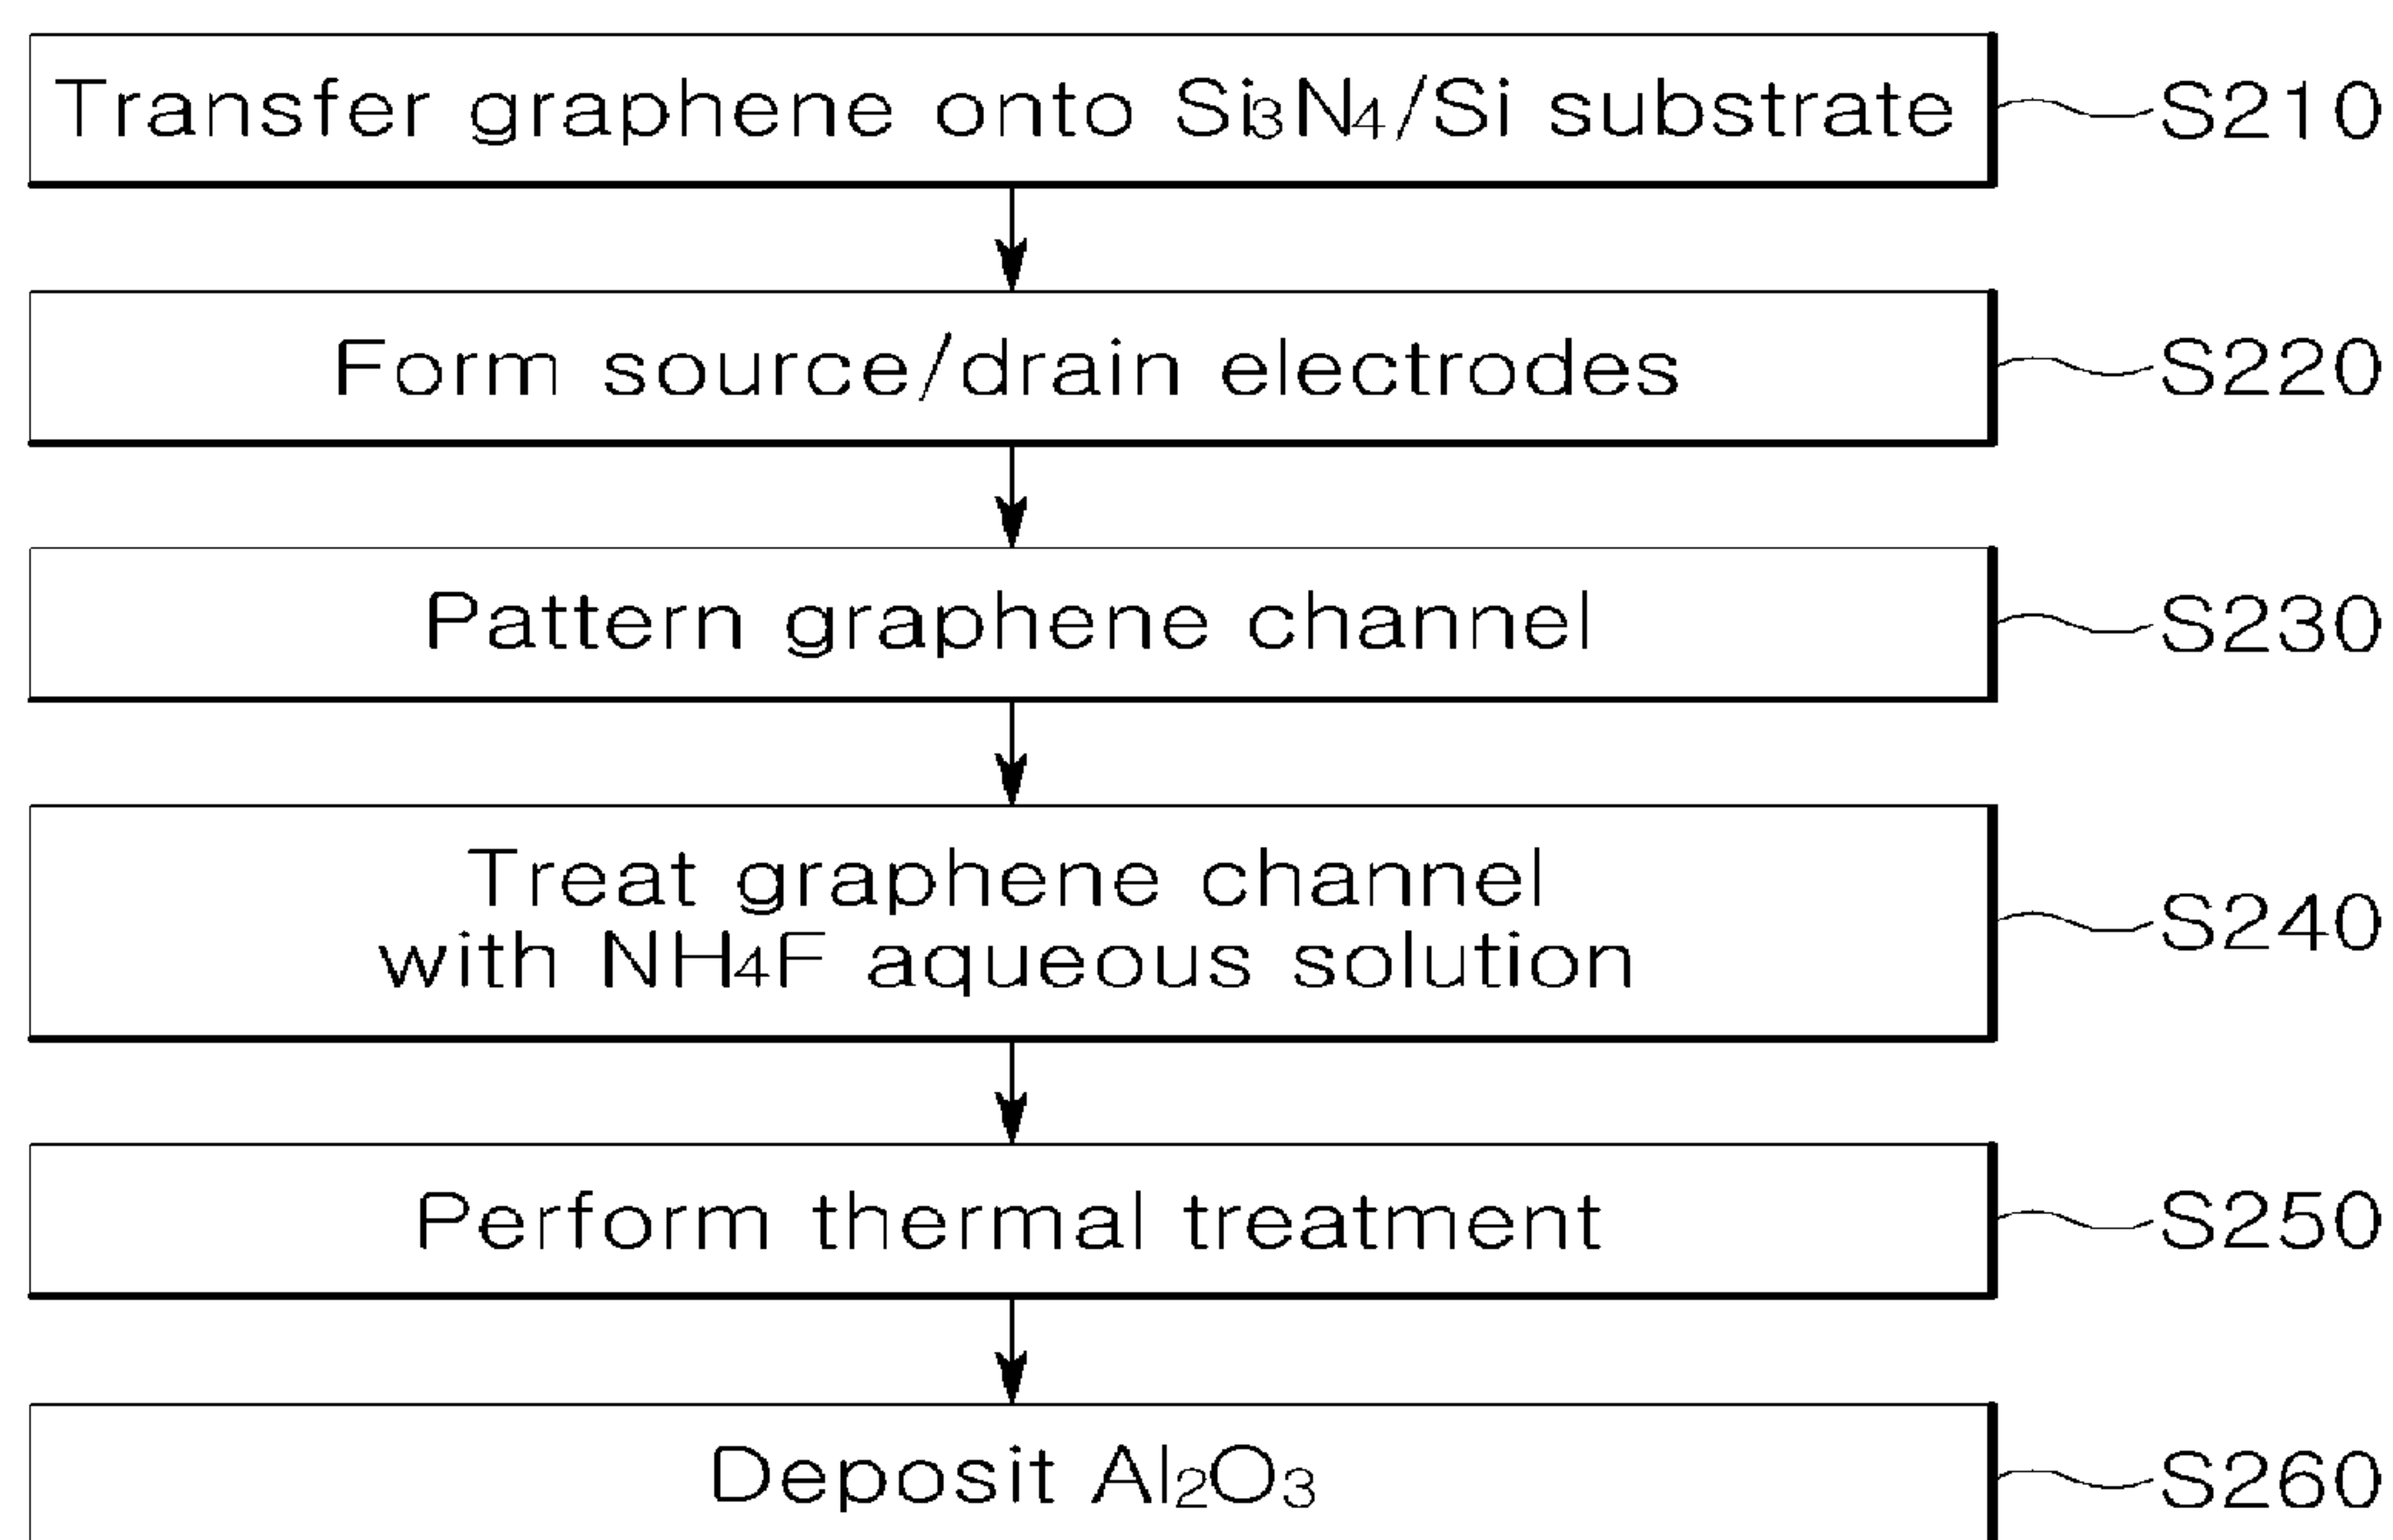 Transfer graphene onto Si₃N₄/Si substrate S210
Form source/drain electrodes S220
Pattern graphene channel S230
Treat graphene channel
with NH₄F aqueous solution S240
Perform thermal treatment S250
Deposit Al₂O₃ S260